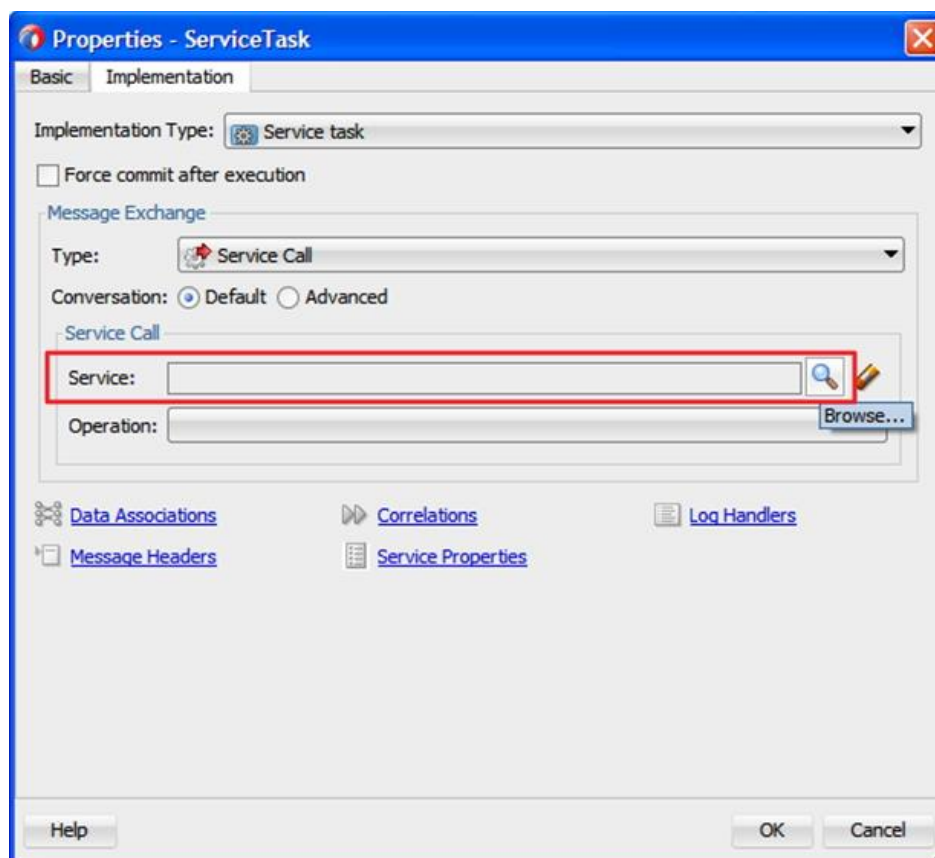 Properties - ServiceTask
Basic Implementation
Implementation Type: Service task
Force commit after execution
Message Exchange
Type: Service Call
Conversation: Default Advanced
Service Call
Service:
Browse...
Operation:
Data Associations Correlations Log Handlers
Message Headers Service Properties
Help OK Cancel